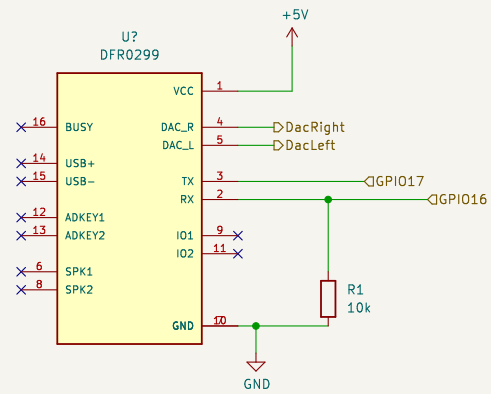 +5V
U?
DFR0299
VCC 1
16 BUSY
DAC_R 4 DacRight
DAC_L 5 DacLeft
14 USB+
15 USB-
TX 3 GPIO17
RX 2 GPIO16
12 ADKEY1
13 ADKEY2
IO1 9
IO2 11
6 SPK1
8 SPK2
R1
10k
GND
GND